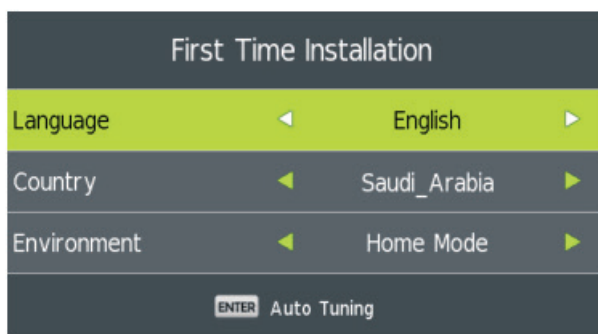 First Time Installation
Language English
Country Saudi_Arabia
Environment Home Mode
ENTER Auto Tuning